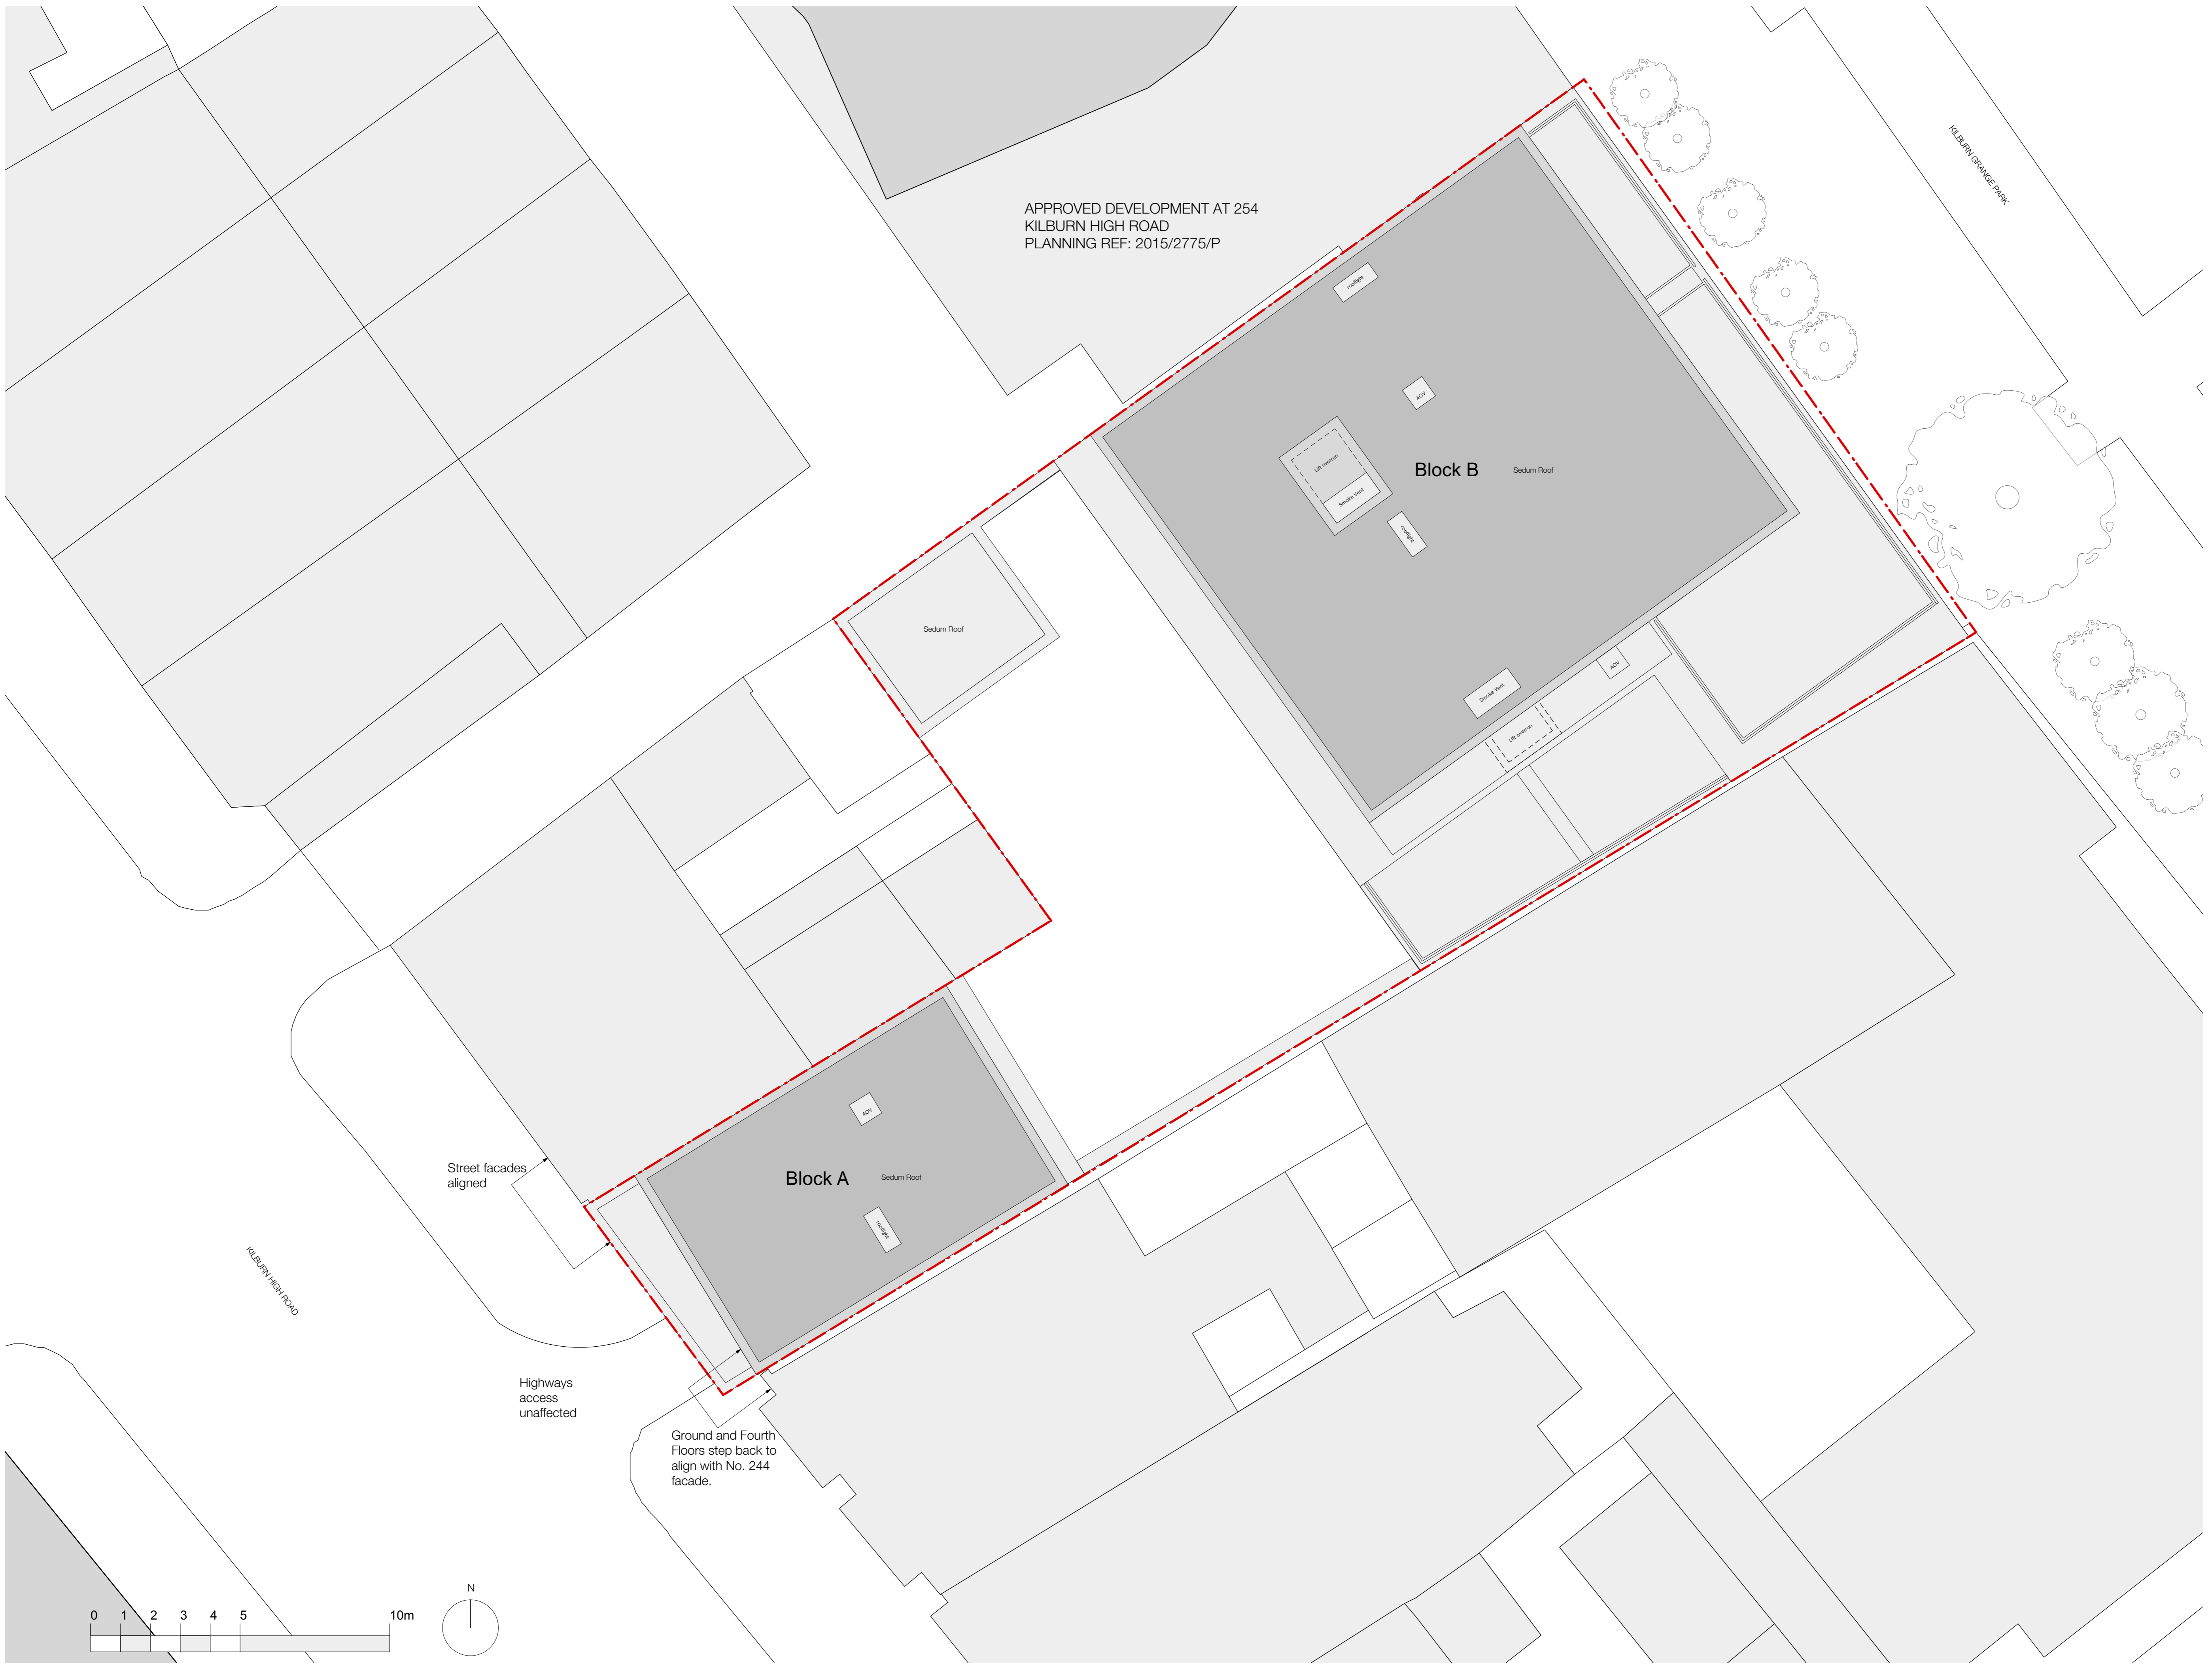 KILBURN GRANGE PARK
APPROVED DEVELOPMENT AT 254
KILBURN HIGH ROAD
PLANNING REF: 2015/2775/P
rooflight
AOV
Lift overrun
Smoke Vent
Block B
Sedum Roof
rooflight
Sedum Roof
AOV
Smoke Vent
Lift overrun
AOV
Block A
Sedum Roof
rooflight
Street facades
aligned
KILBURN HIGH ROAD
Highways
access
unaffected
Ground and Fourth
Floors step back to
align with No. 244
facade.
N
0 1 2 3 4 5 10m